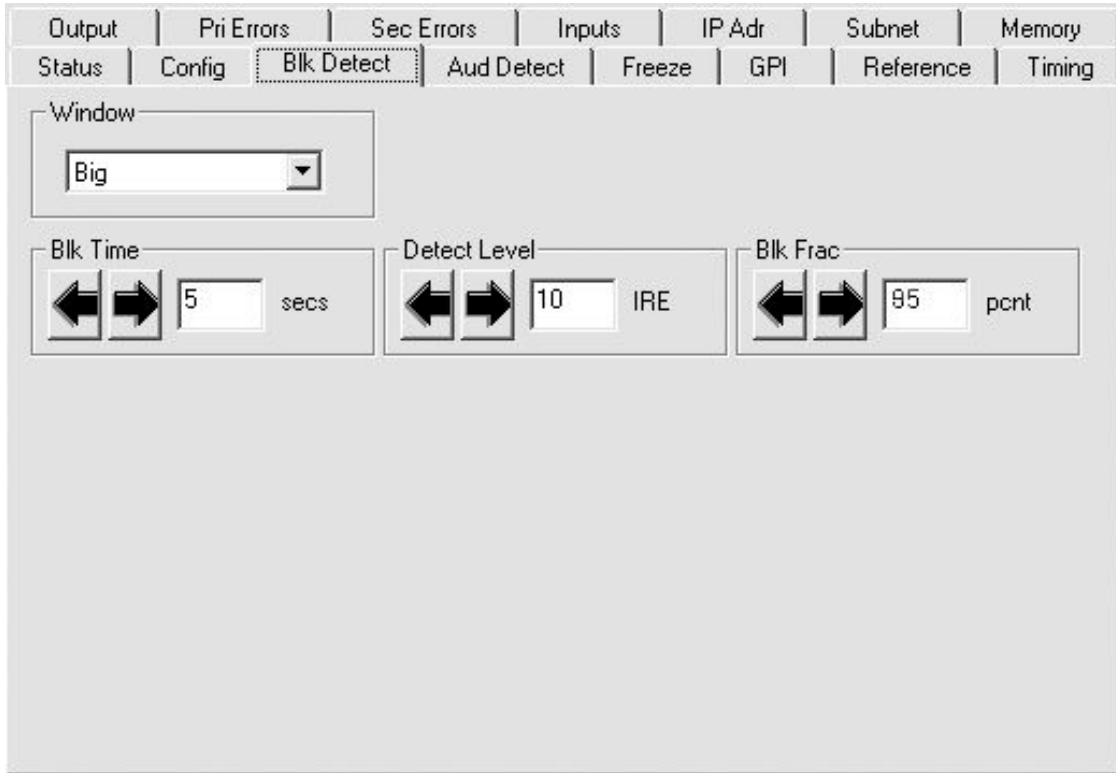 Output Pri Errors Sec Errors Inputs IP Adr Subnet Memory
Status Config Blk Detect Aud Detect Freeze GPI Reference Timing
Window
Big
Blk Time Detect Level Blk Frac
5 secs 10 IRE 95 pcnt